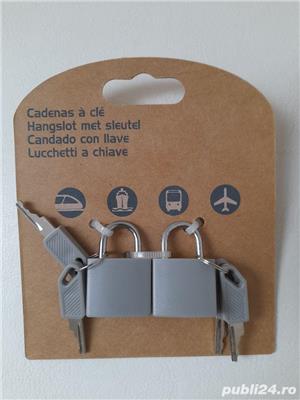 Cadenas à clé
Hangslot met sleutel
Candado con llave
Lucchetti a chiave
publi24.ro